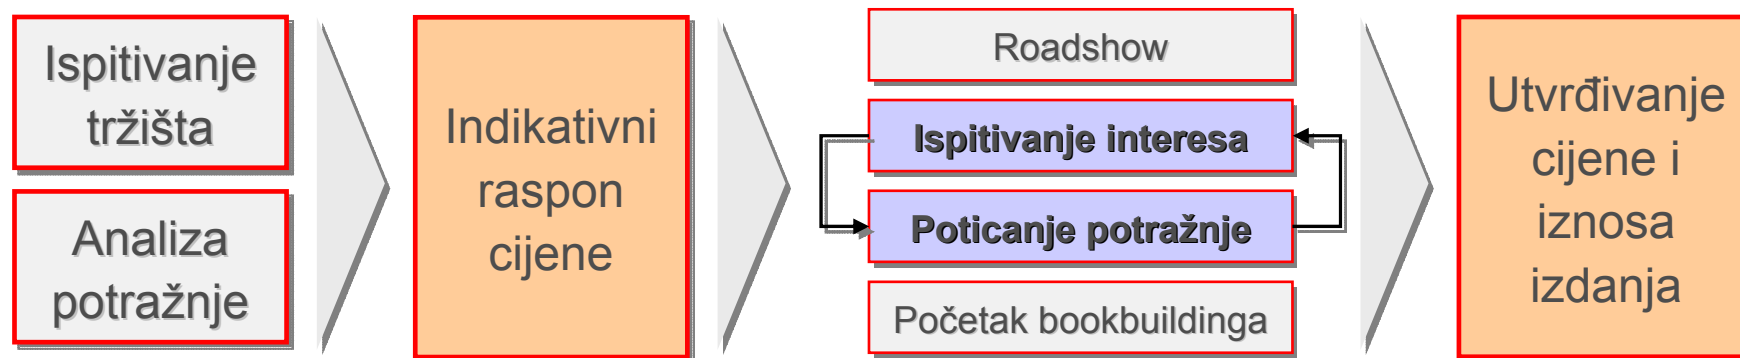 Ispitivanje
tržišta
Analiza
potražnje
Indikativni
raspon
cijene
Roadshow
Ispitivanje interesa
Poticanje potražnje
Početak bookbuildinga
Utvrđivanje
cijene i
iznosa
izdanja